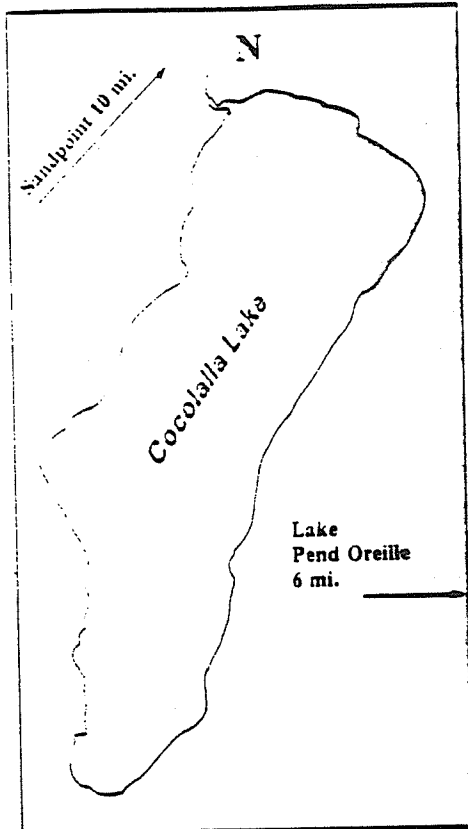 N
Sandpoint 10 mi.
Cocolalla Lake
Lake
Pend Oreille
6 mi.